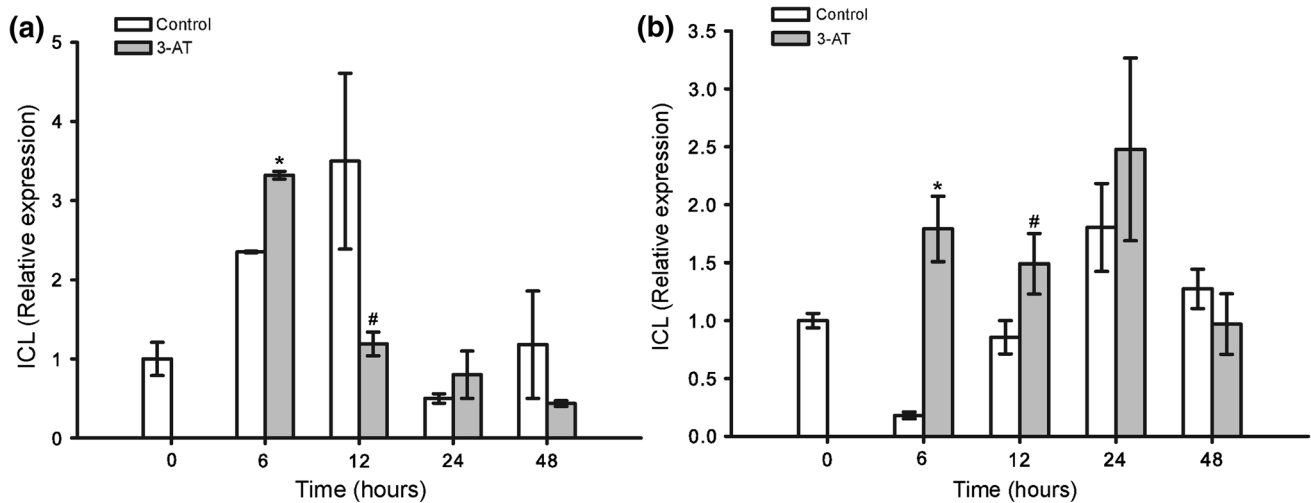 (a)
Control
3-AT
ICL (Relative expression)
5
4
3
2
1
0
*
#
0 6 12 24 48
Time (hours)
(b)
Control
3-AT
ICL (Relative expression)
3.5
3.0
2.5
2.0
1.5
1.0
0.5
0.0
*
#
0 6 12 24 48
Time (hours)